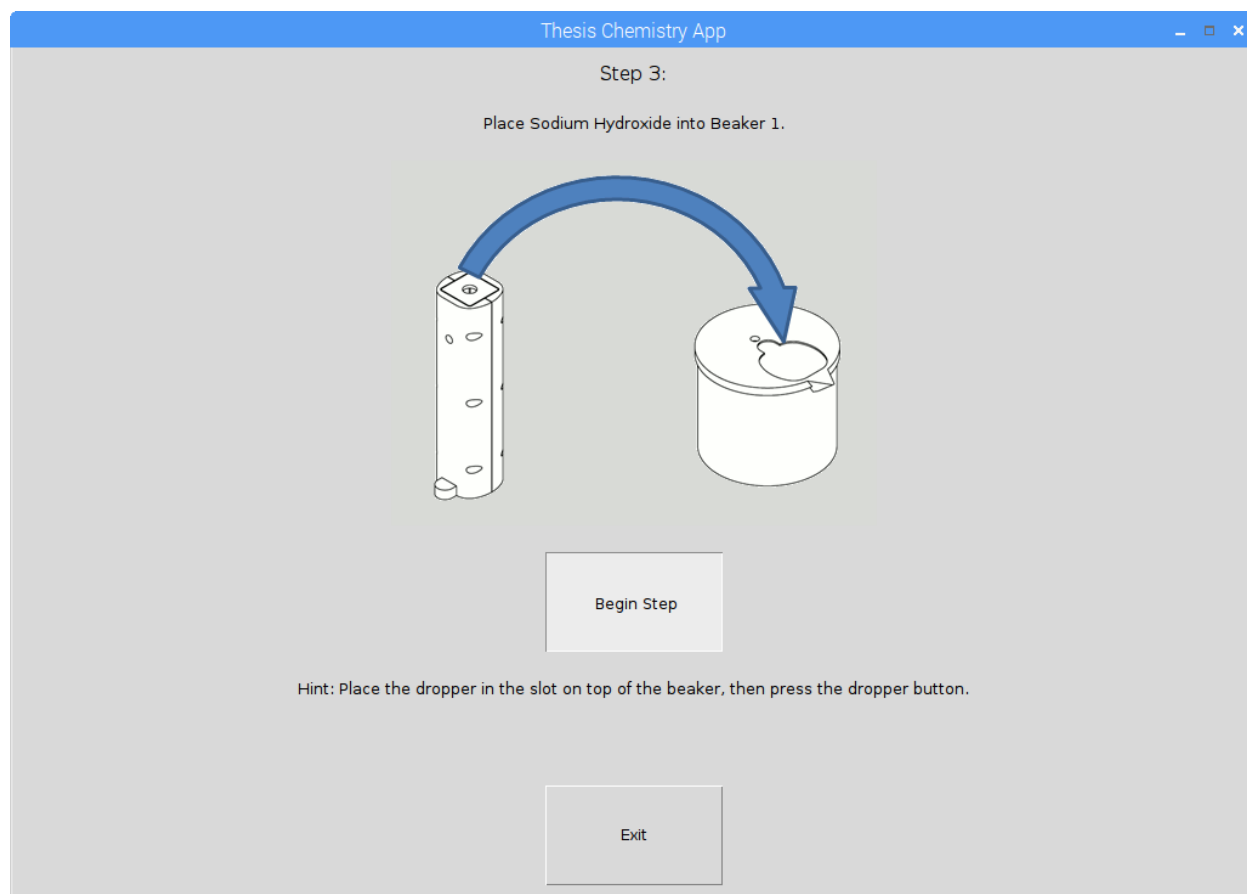 Thesis Chemistry App
Step 3:
Place Sodium Hydroxide into Beaker 1.
Begin Step
Hint: Place the dropper in the slot on top of the beaker, then press the dropper button.
Exit